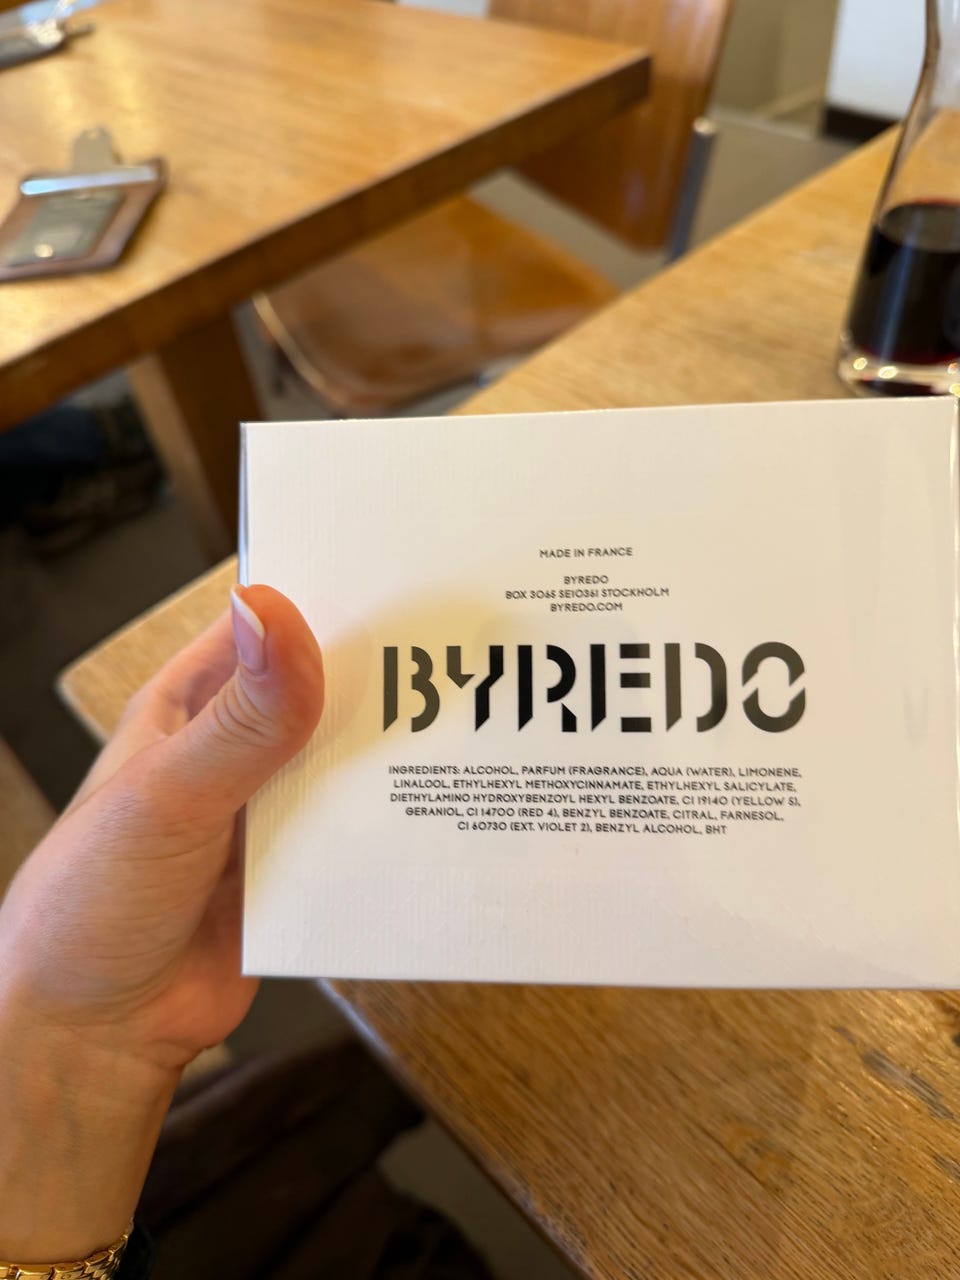 MADE IN FRANCE
BYREDO
BOX 3065 SE10361 STOCKHOLM
BYREDO.COM
BYREDO
INGREDIENTS: ALCOHOL, PARFUM (FRAGRANCE), AQUA (WATER), LIMONENE,
LINALOOL, ETHYLHEXYL METHOXYCINNAMATE, ETHYLHEXYL SALICYLATE,
DIETHYLAMINO HYDROXYBENZOYL HEXYL BENZOATE, CI 19140 (YELLOW 5),
GERANIOL, CI 14700 (RED 4), BENZYL BENZOATE, CITRAL, FARNESOL,
CI 60730 (EXT. VIOLET 2), BENZYL ALCOHOL, BHT